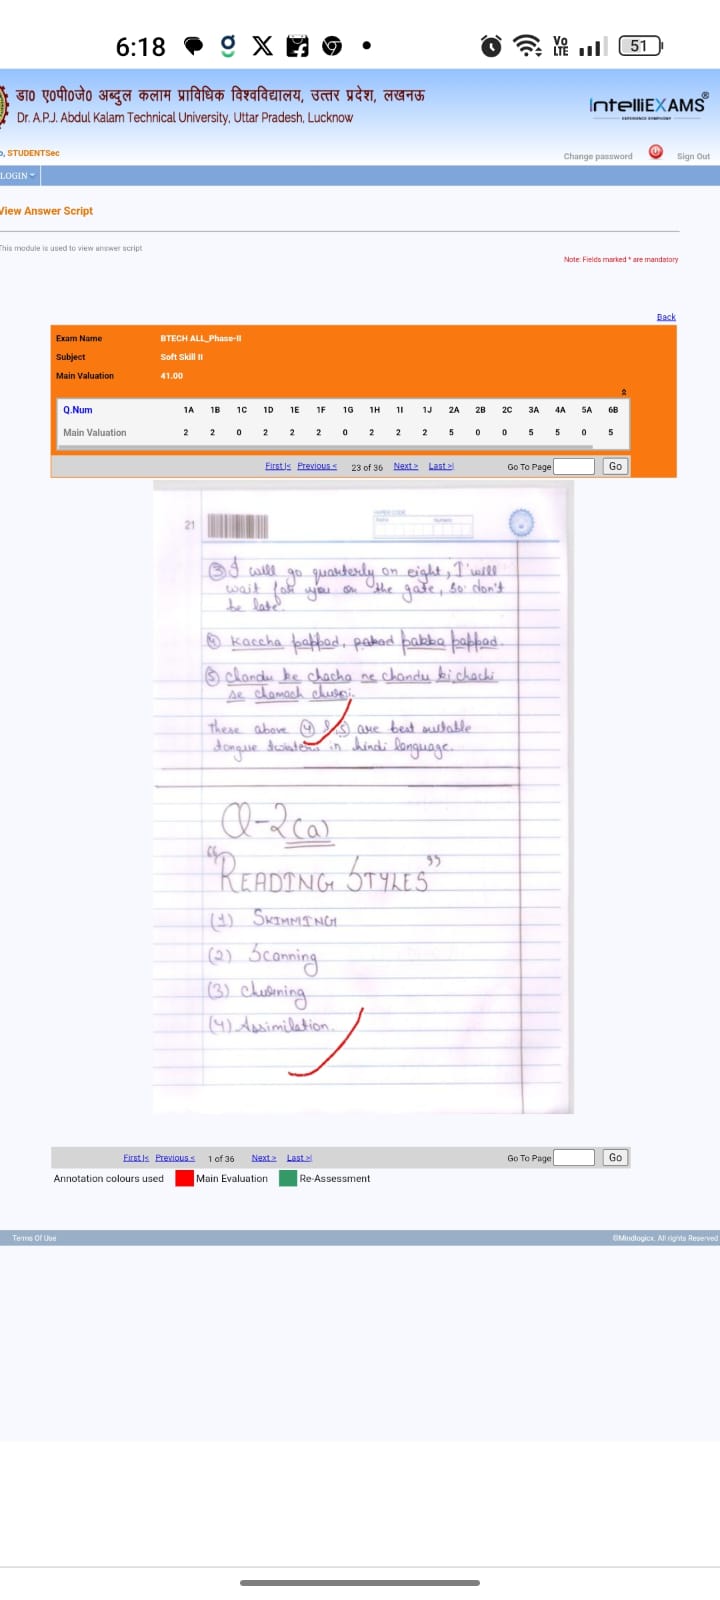 6:18
Vo
LTE
51
डा० ए०पी०जे० अब्दुल कलाम प्राविधिक विश्वविद्यालय, उत्तर प्रदेश, लखनऊ
Dr. A.P.J. Abdul Kalam Technical University, Uttar Pradesh, Lucknow
IntelliEXAMS®
o, STUDENTSec
Change password Sign Out
LOGIN
View Answer Script
This module is used to view answer script
Note: Fields marked * are mandatory
Back
Exam Name BTECH ALL_Phase-II
Subject Soft Skill II
Main Valuation 41.00
Q.Num 1A 1B 1C 1D 1E 1F 1G 1H 1I 1J 2A 2B 2C 3A 4A 5A 6B
Main Valuation 2 2 0 2 2 2 0 2 2 2 5 0 0 5 5 0 5
First|< Previous < 23 of 36 Next > Last >| Go To Page Go
21
③ I will go quarterly on eight, I'will
wait for you on the gate, so don't
be late.
④ kaccha pappad, pakka pappad.
⑤ chandu ke chacha ne chandu ki chachi
se chamach
These above ④ & ⑤ are best suitable
tongue twisters in hindi language.
Q-2(a)
"READING STYLES"
(1) SKIMMING
(2) Scanning
(3) Churning
(4) Assimilation.
First|< Previous < 1 of 36 Next > Last >| Go To Page Go
Annotation colours used Main Evaluation Re-Assessment
Terms Of Use ©Mindlogicx. All rights Reserved